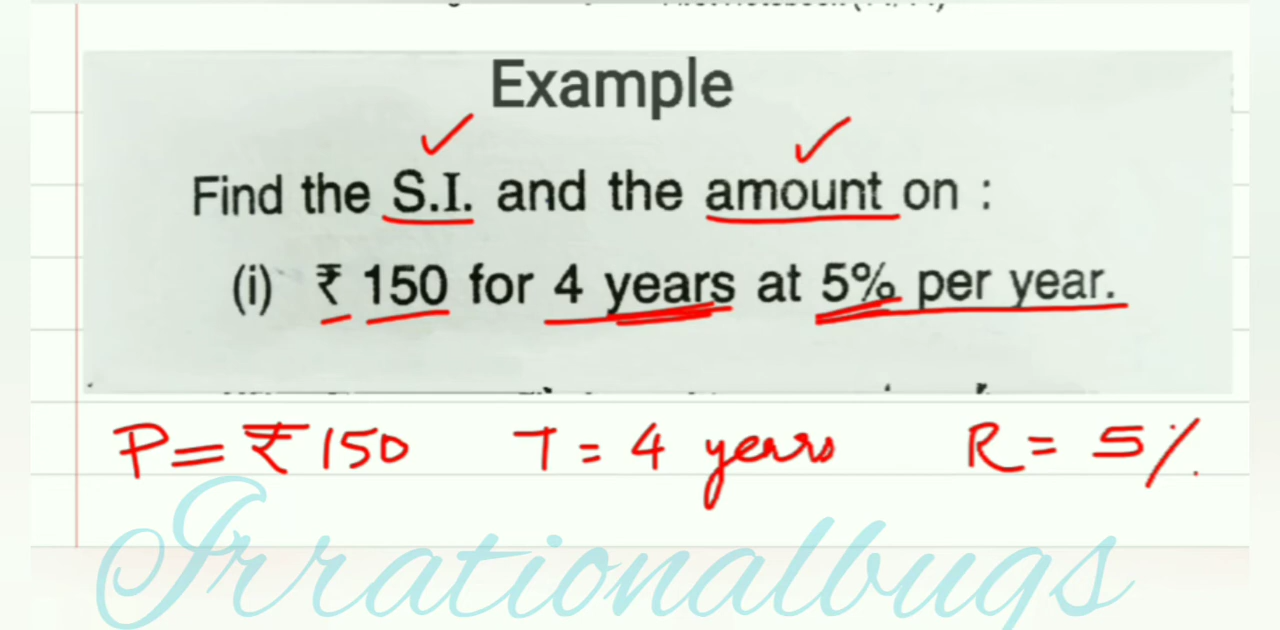 Example
Find the S.I. and the amount on :
(i) ₹ 150 for 4 years at 5% per year.
P = ₹ 150 T = 4 years R = 5%
Irrationalbugs